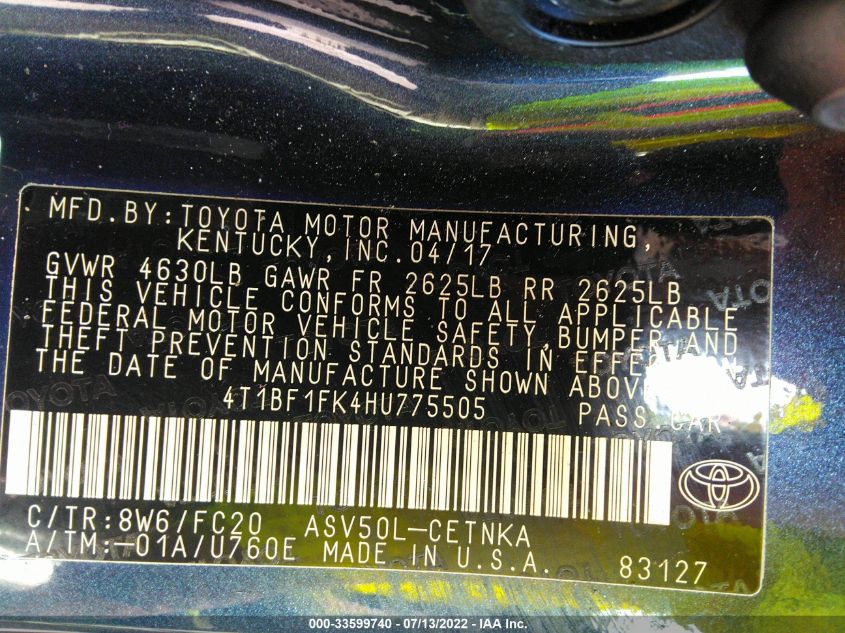 MFD.BY:TOYOTA MOTOR MANUFACTURING,
KENTUCKY,INC.04/17
GVWR 4630LB GAWR FR 2625LB RR 2625LB
THIS VEHICLE CONFORMS TO ALL APPLICABLE
FEDERAL MOTOR VEHICLE SAFETY,BUMPER,AND
THEFT PREVENTION STANDARDS IN EFFECT ON
THE DATE OF MANUFACTURE SHOWN ABOVE
4T1BF1FK4HU775505 PASS.CAR
C/TR:8W6/FC20 ASV50L-CETNKA
A/TM:-01A/U760E MADE IN U.S.A. 83127
000-33599740 - 07/13/2022 - IAA Inc.